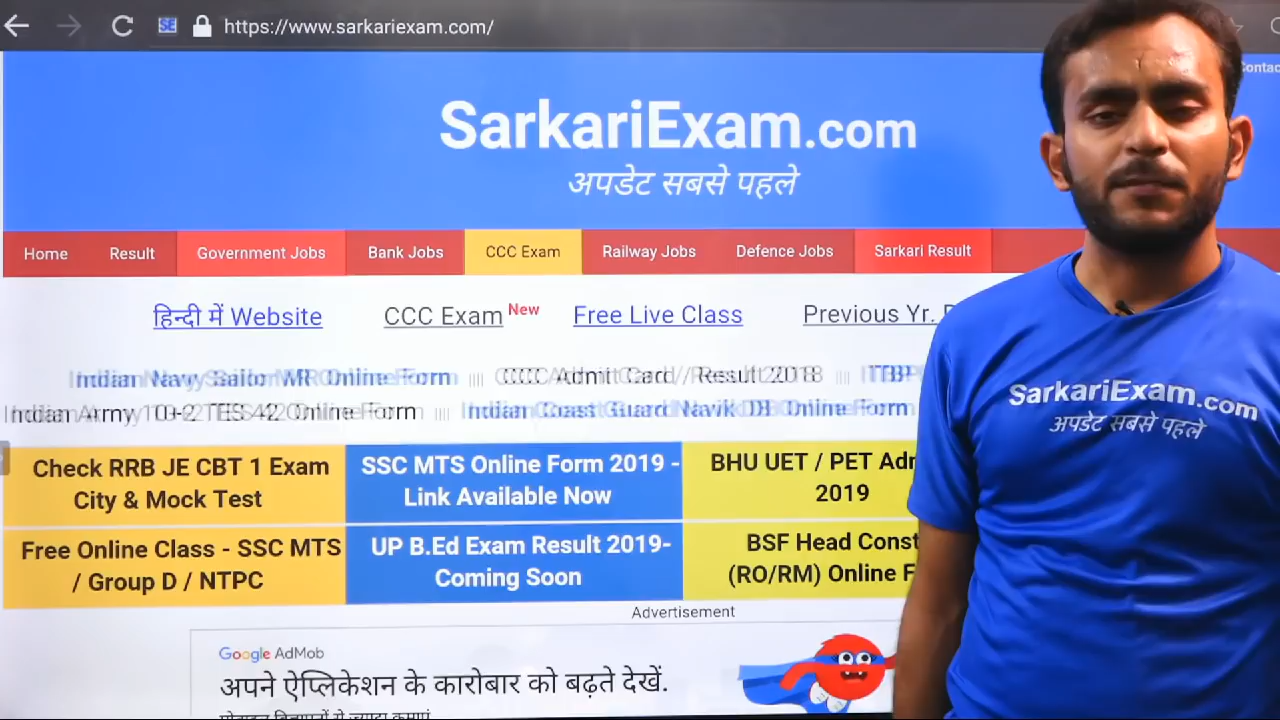 SE https://www.sarkariexam.com/
Contac
SarkariExam.com
अपडेट सबसे पहले
Home Result Government Jobs Bank Jobs CCC Exam Railway Jobs Defence Jobs Sarkari Result
हिन्दी में Website CCC Exam New Free Live Class Previous Yr.
Indian Navy Sailor MR Online Form |||| CCC Admit Card / Result 2018 |||| ITBP
Indian Army 10+2 TES 42 Online Form |||| Indian Coast Guard Navik DB Online Form
Check RRB JE CBT 1 Exam
City & Mock Test
SSC MTS Online Form 2019 -
Link Available Now
BHU UET / PET Adm
2019
Free Online Class - SSC MTS
/ Group D / NTPC
UP B.Ed Exam Result 2019-
Coming Soon
BSF Head Const
(RO/RM) Online F
Advertisement
Google AdMob
अपने ऐप्लिकेशन के कारोबार को बढ़ते देखें.
SarkariExam.com
अपडेट सबसे पहले